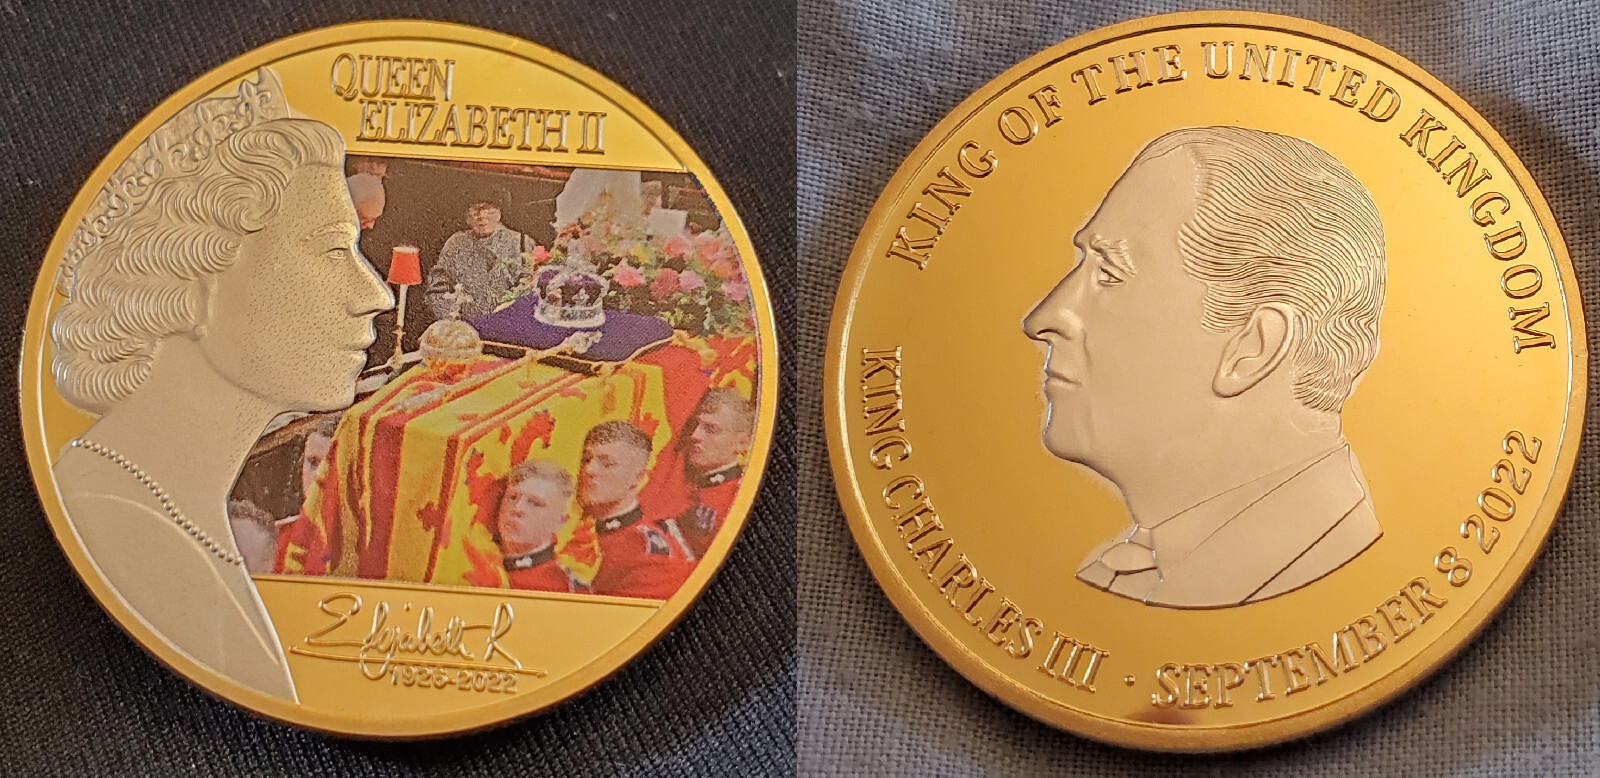 QUEEN
ELIZABETH II
Elizabeth R
1926-2022
KING OF THE UNITED KINGDOM
KING CHARLES III · SEPTEMBER 8 2022